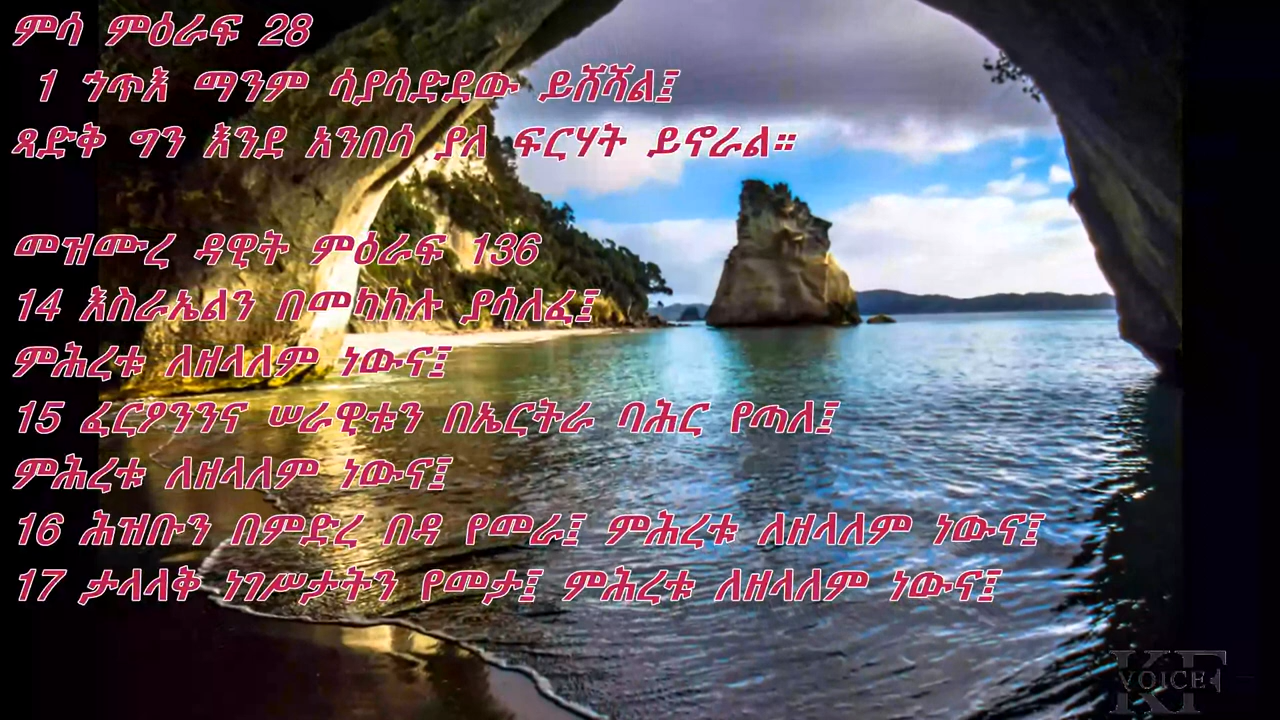 ምሳ ምዕራፍ 28
1 ኀጥእ ማንም ሳያሳድደው ይሸሻል፤
ጻድቅ ግን እንደ አንበሳ ያለ ፍርሃት ይኖራል።
መዝሙረ ዳዊት ምዕራፍ 136
14 እስራኤልን በመካከሉ ያሳለፈ፤
ምሕረቱ ለዘላለም ነውና፤
15 ፈርዖንንና ሠራዊቱን በኤርትራ ባሕር የጣለ፤
ምሕረቱ ለዘላለም ነውና፤
16 ሕዝቡን በምድረ በዳ የመራ፤ ምሕረቱ ለዘላለም ነውና፤
17 ታላላቅ ነገሥታትን የመታ፤ ምሕረቱ ለዘላለም ነውና፤
KF
VOICE